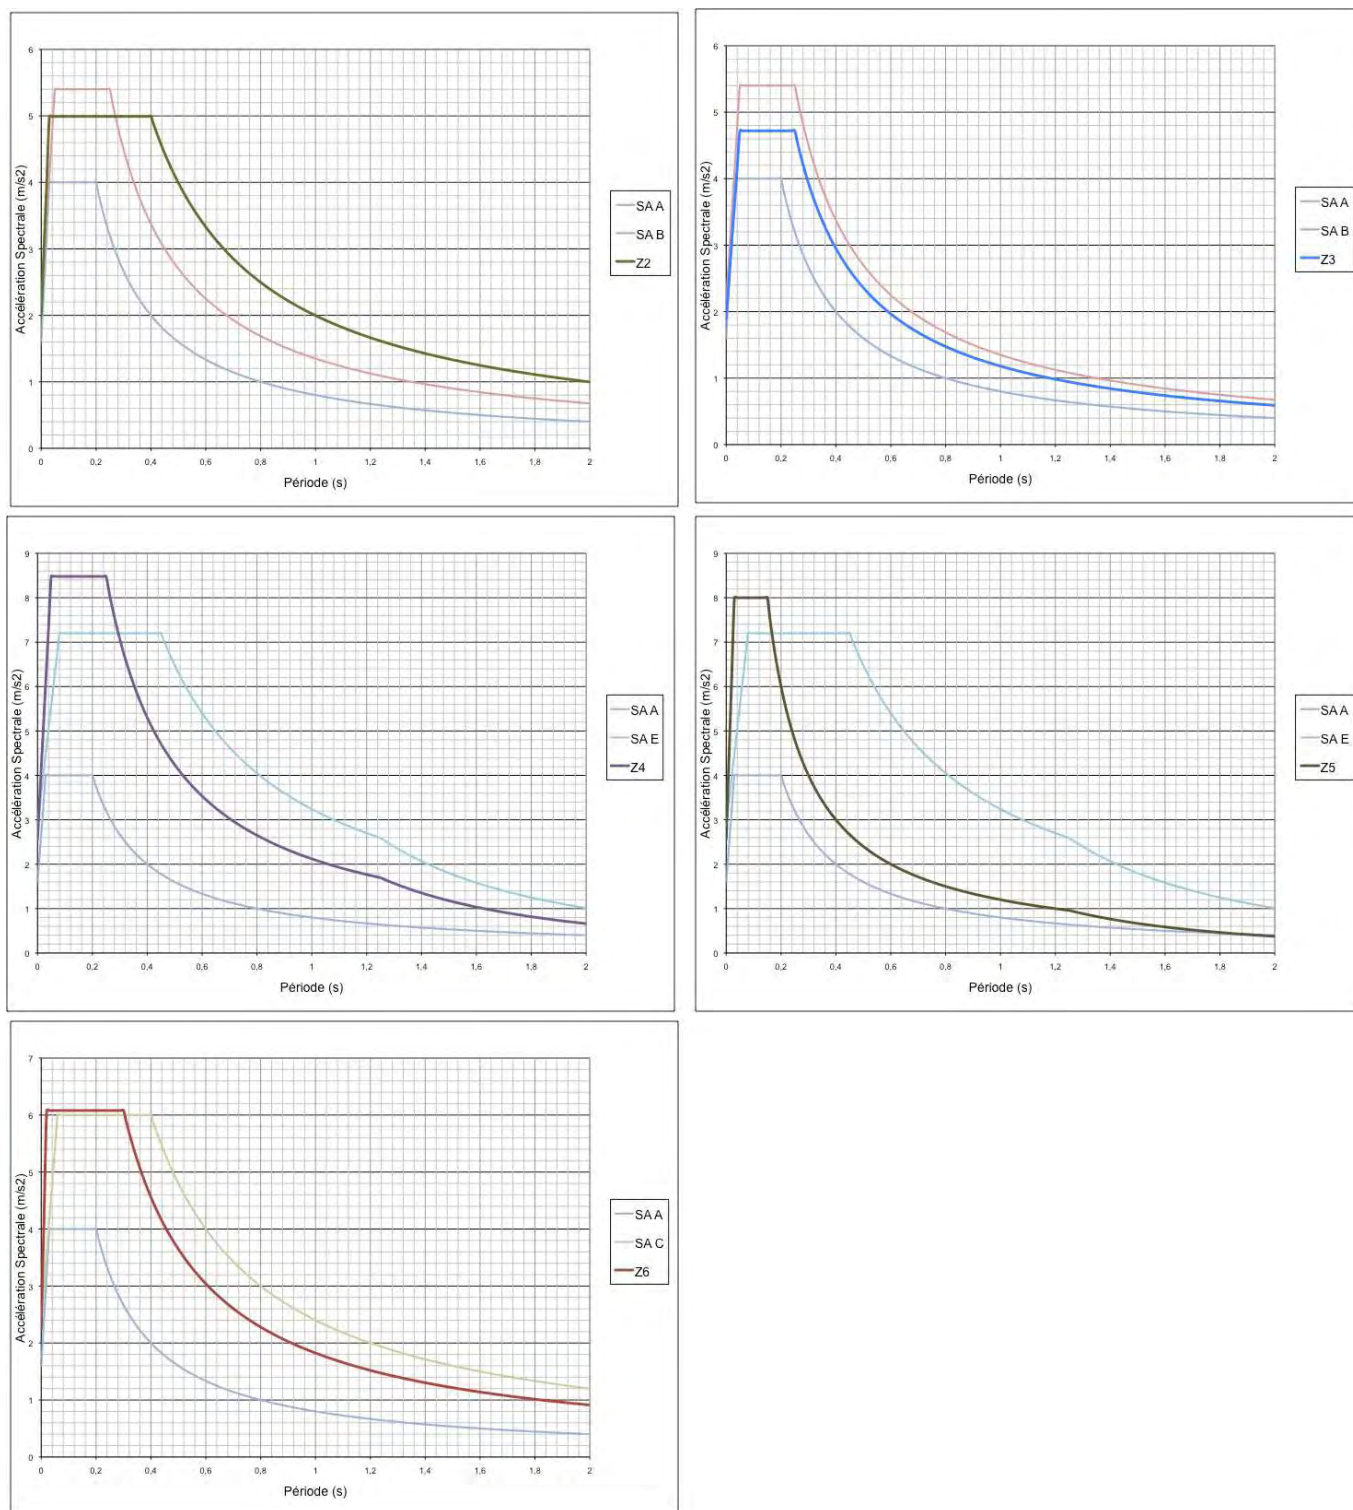 Accélération Spectrale (m/s2)
6
5
4
3
2
1
0
0 0,2 0,4 0,6 0,8 1 1,2 1,4 1,6 1,8 2
Période (s)
SA A
SA B
Z2
Accélération Spectrale (m/s2)
6
5
4
3
2
1
0
0 0,2 0,4 0,6 0,8 1 1,2 1,4 1,6 1,8 2
Période (s)
SA A
SA B
Z3
Accélération Spectrale (m/s2)
9
8
7
6
5
4
3
2
1
0
0 0,2 0,4 0,6 0,8 1 1,2 1,4 1,6 1,8 2
Période (s)
SA A
SA E
Z4
Accélération Spectrale (m/s2)
9
8
7
6
5
4
3
2
1
0
0 0,2 0,4 0,6 0,8 1 1,2 1,4 1,6 1,8 2
Période (s)
SA A
SA E
Z5
Accélération Spectrale (m/s2)
7
6
5
4
3
2
1
0
0 0,2 0,4 0,6 0,8 1 1,2 1,4 1,6 1,8 2
Période (s)
SA A
SA C
Z6